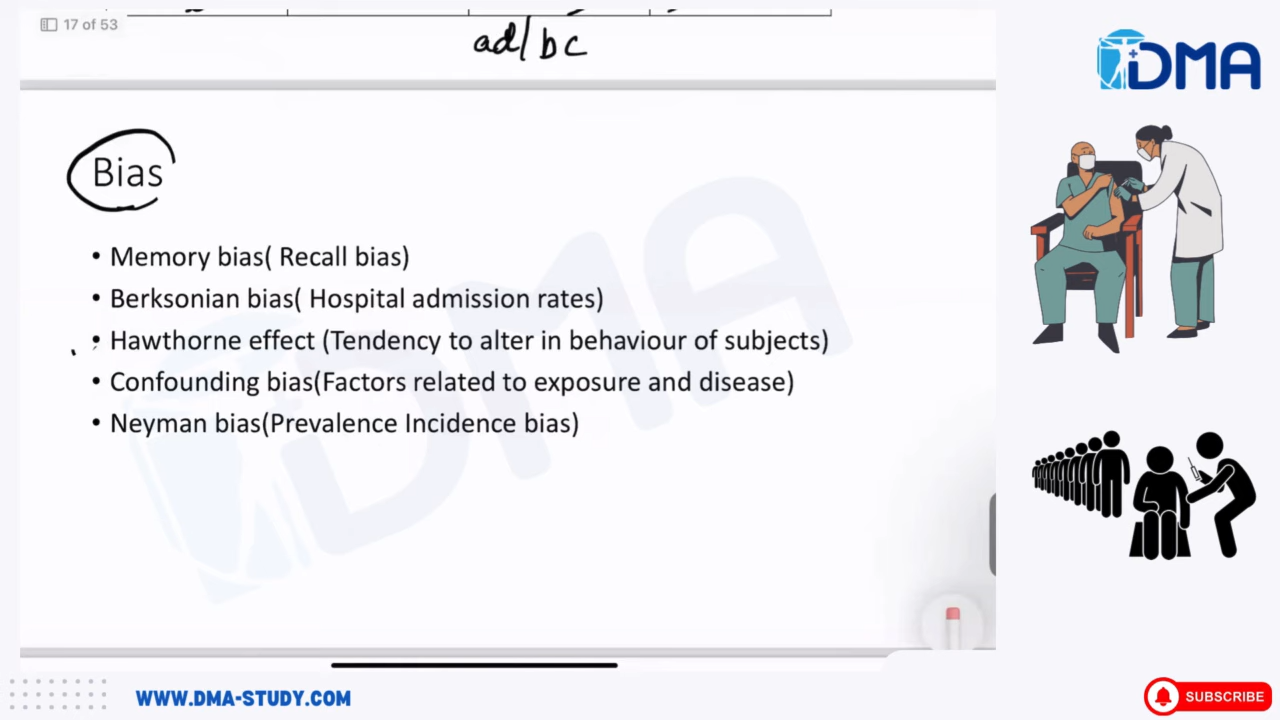 17 of 53
ad/bc
DMA
Bias
• Memory bias( Recall bias)
• Berksonian bias( Hospital admission rates)
• Hawthorne effect (Tendency to alter in behaviour of subjects)
• Confounding bias(Factors related to exposure and disease)
• Neyman bias(Prevalence Incidence bias)
DMA
WWW.DMA-STUDY.COM
SUBSCRIBE